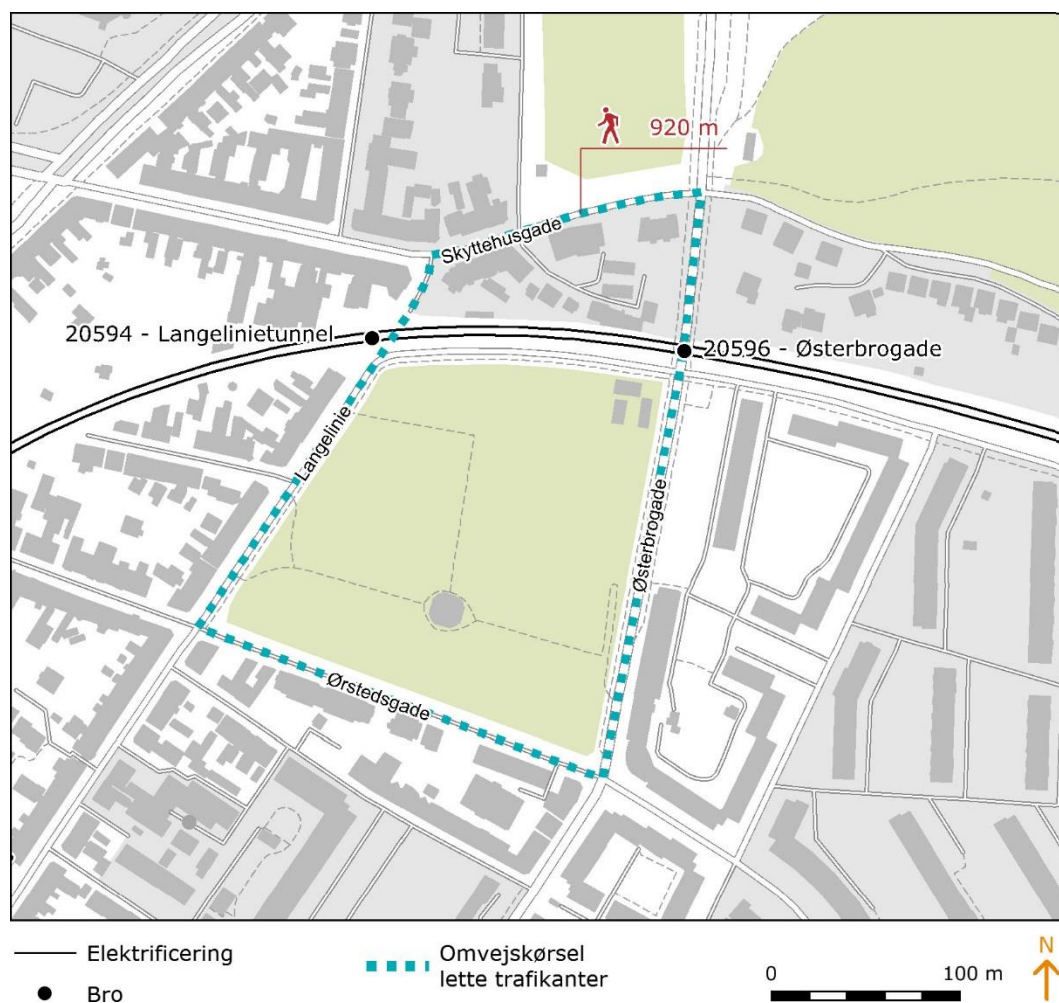 920 m
Skyttehusgade
20594 - Langelinietunnel
20596 - Østerbrogade
Langelinie
Østerbrogade
Ørstedsgade
Elektrificering
Bro
Omvejskørsel
lette trafikanter
0 100 m
N